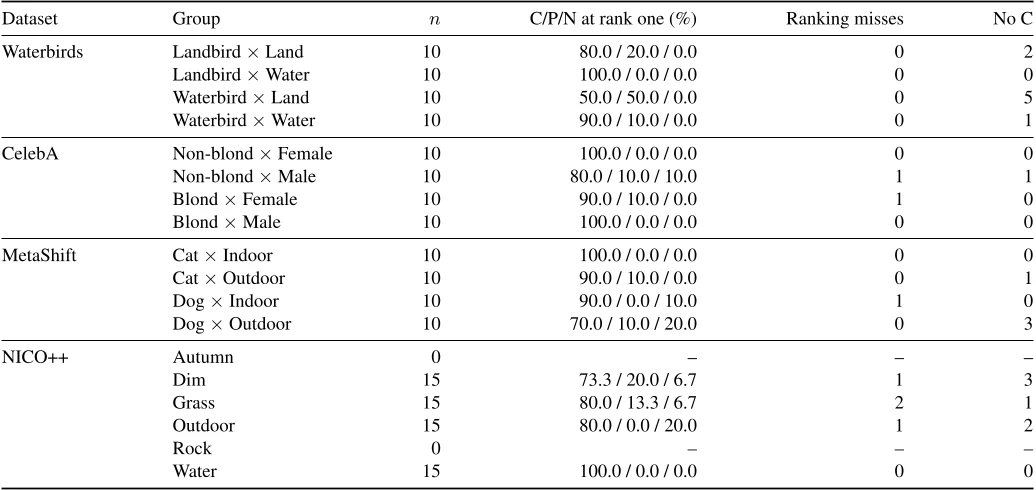 Dataset Group n C/P/N at rank one (%) Ranking misses No C
Waterbirds Landbird × Land 10 80.0 / 20.0 / 0.0 0 2
Landbird × Water 10 100.0 / 0.0 / 0.0 0 0
Waterbird × Land 10 50.0 / 50.0 / 0.0 0 5
Waterbird × Water 10 90.0 / 10.0 / 0.0 0 1
CelebA Non-blond × Female 10 100.0 / 0.0 / 0.0 0 0
Non-blond × Male 10 80.0 / 10.0 / 10.0 1 1
Blond × Female 10 90.0 / 10.0 / 0.0 1 0
Blond × Male 10 100.0 / 0.0 / 0.0 0 0
MetaShift Cat × Indoor 10 100.0 / 0.0 / 0.0 0 0
Cat × Outdoor 10 90.0 / 10.0 / 0.0 0 1
Dog × Indoor 10 90.0 / 0.0 / 10.0 1 0
Dog × Outdoor 10 70.0 / 10.0 / 20.0 0 3
NICO++ Autumn 0 – – –
Dim 15 73.3 / 20.0 / 6.7 1 3
Grass 15 80.0 / 13.3 / 6.7 2 1
Outdoor 15 80.0 / 0.0 / 20.0 1 2
Rock 0 – – –
Water 15 100.0 / 0.0 / 0.0 0 0